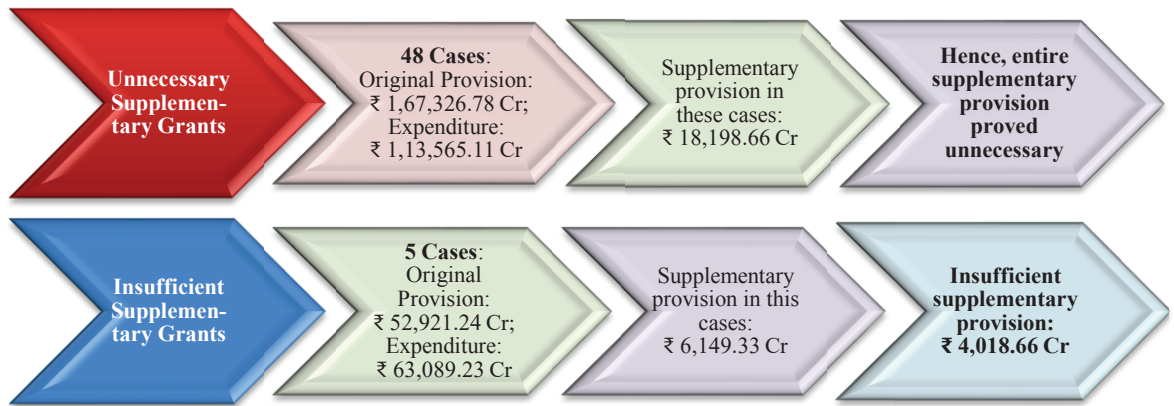 Unnecessary
Supplemen-
tary Grants
48 Cases:
Original Provision:
₹ 1,67,326.78 Cr;
Expenditure:
₹ 1,13,565.11 Cr
Supplementary
provision in
these cases:
₹ 18,198.66 Cr
Hence, entire
supplementary
provision
proved
unnecessary
Insufficient
Supplemen-
tary Grants
5 Cases:
Original
Provision:
₹ 52,921.24 Cr;
Expenditure:
₹ 63,089.23 Cr
Supplementary
provision in this
cases:
₹ 6,149.33 Cr
Insufficient
supplementary
provision:
₹ 4,018.66 Cr